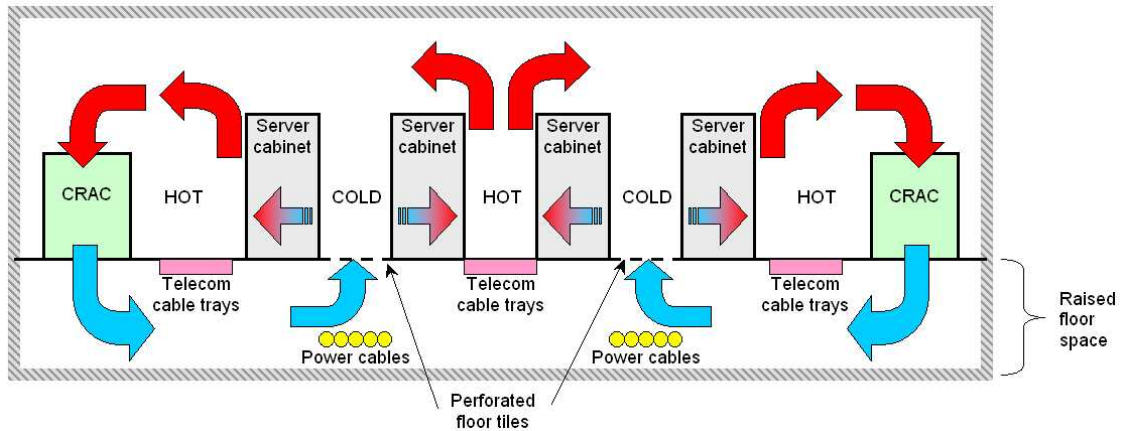 Server
cabinet
Server
cabinet
Server
cabinet
Server
cabinet
CRAC
HOT
COLD
HOT
COLD
HOT
CRAC
Telecom
cable trays
Telecom
cable trays
Telecom
cable trays
Power cables
Power cables
Raised
floor
space
Perforated
floor tiles